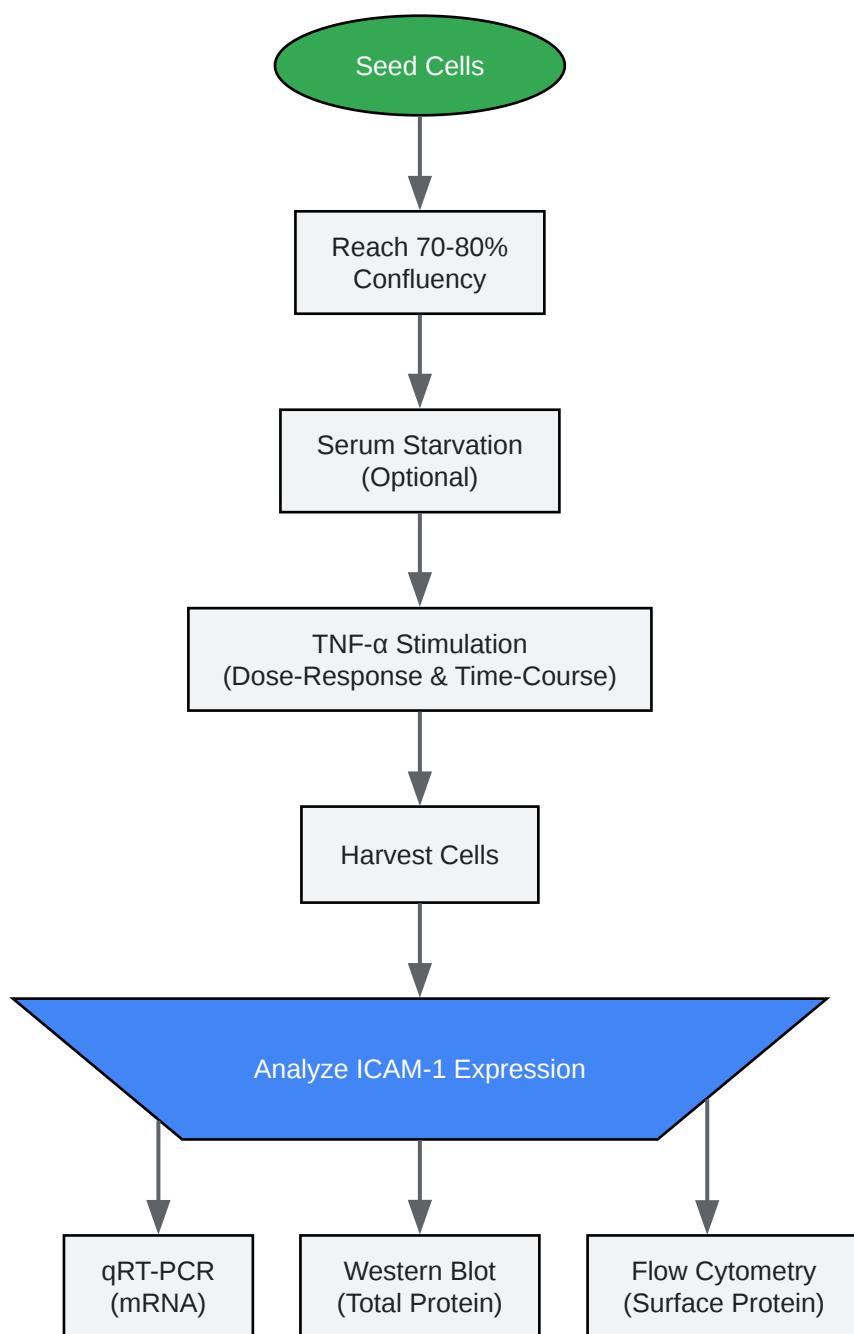 Seed Cells
Reach 70-80%
Confluency
Serum Starvation
(Optional)
TNF-α Stimulation
(Dose-Response & Time-Course)
Harvest Cells
Analyze ICAM-1 Expression
qRT-PCR
(mRNA)
Western Blot
(Total Protein)
Flow Cytometry
(Surface Protein)